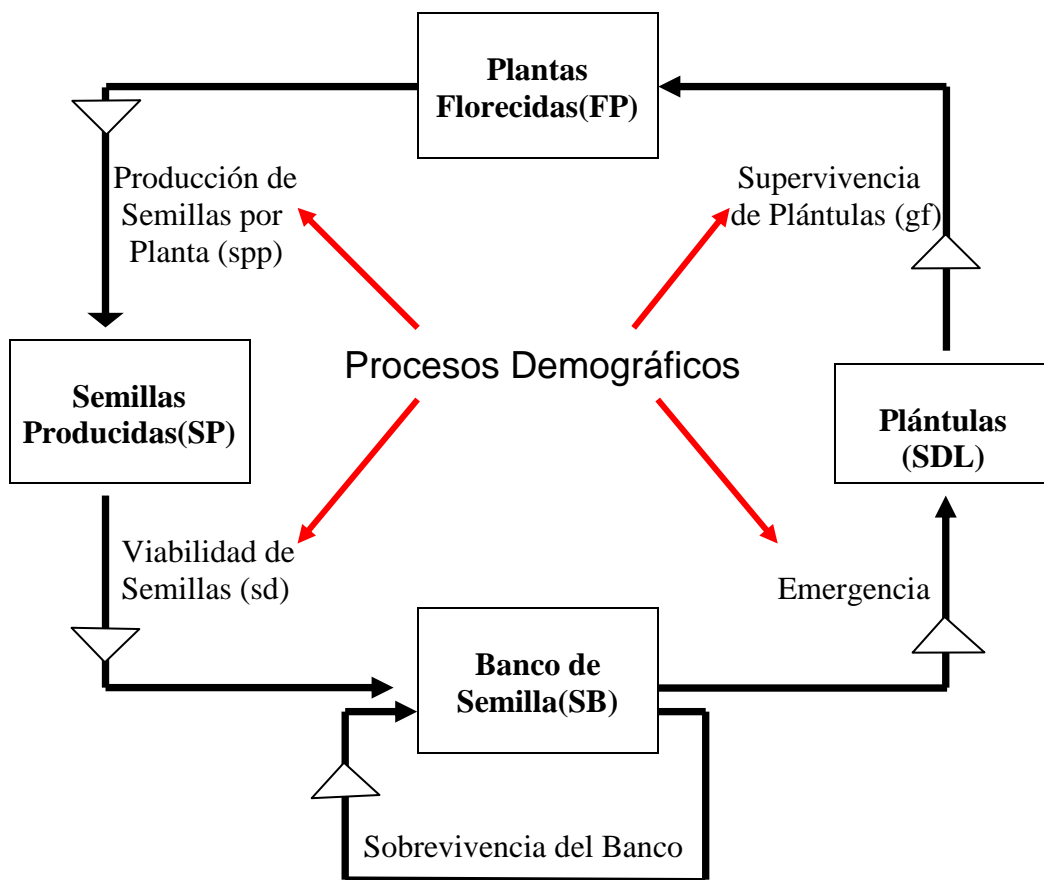 Plantas
Florecidas(FP)
Producción de
Semillas por
Planta (spp)
Supervivencia
de Plántulas (gf)
Procesos Demográficos
Semillas
Producidas(SP)
Plántulas
(SDL)
Viabilidad de
Semillas (sd)
Emergencia
Banco de
Semilla(SB)
Sobrevivencia del Banco